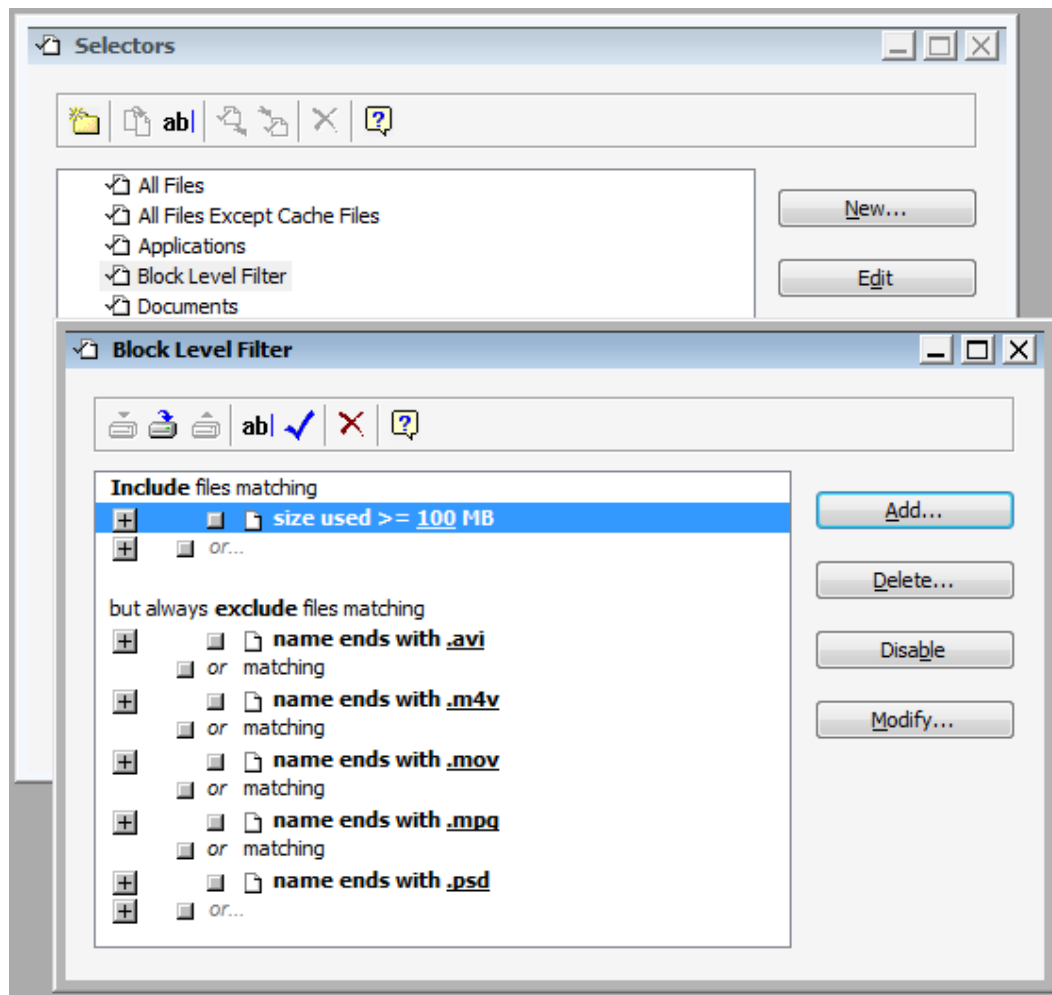 Selectors
ab|
All Files
All Files Except Cache Files
Applications
Block Level Filter
Documents
New...
Edit
Block Level Filter
ab|
Include files matching
size used >= 100 MB
or...
but always exclude files matching
name ends with .avi
or matching
name ends with .m4v
or matching
name ends with .mov
or matching
name ends with .mpg
or matching
name ends with .psd
or...
Add...
Delete...
Disable
Modify...